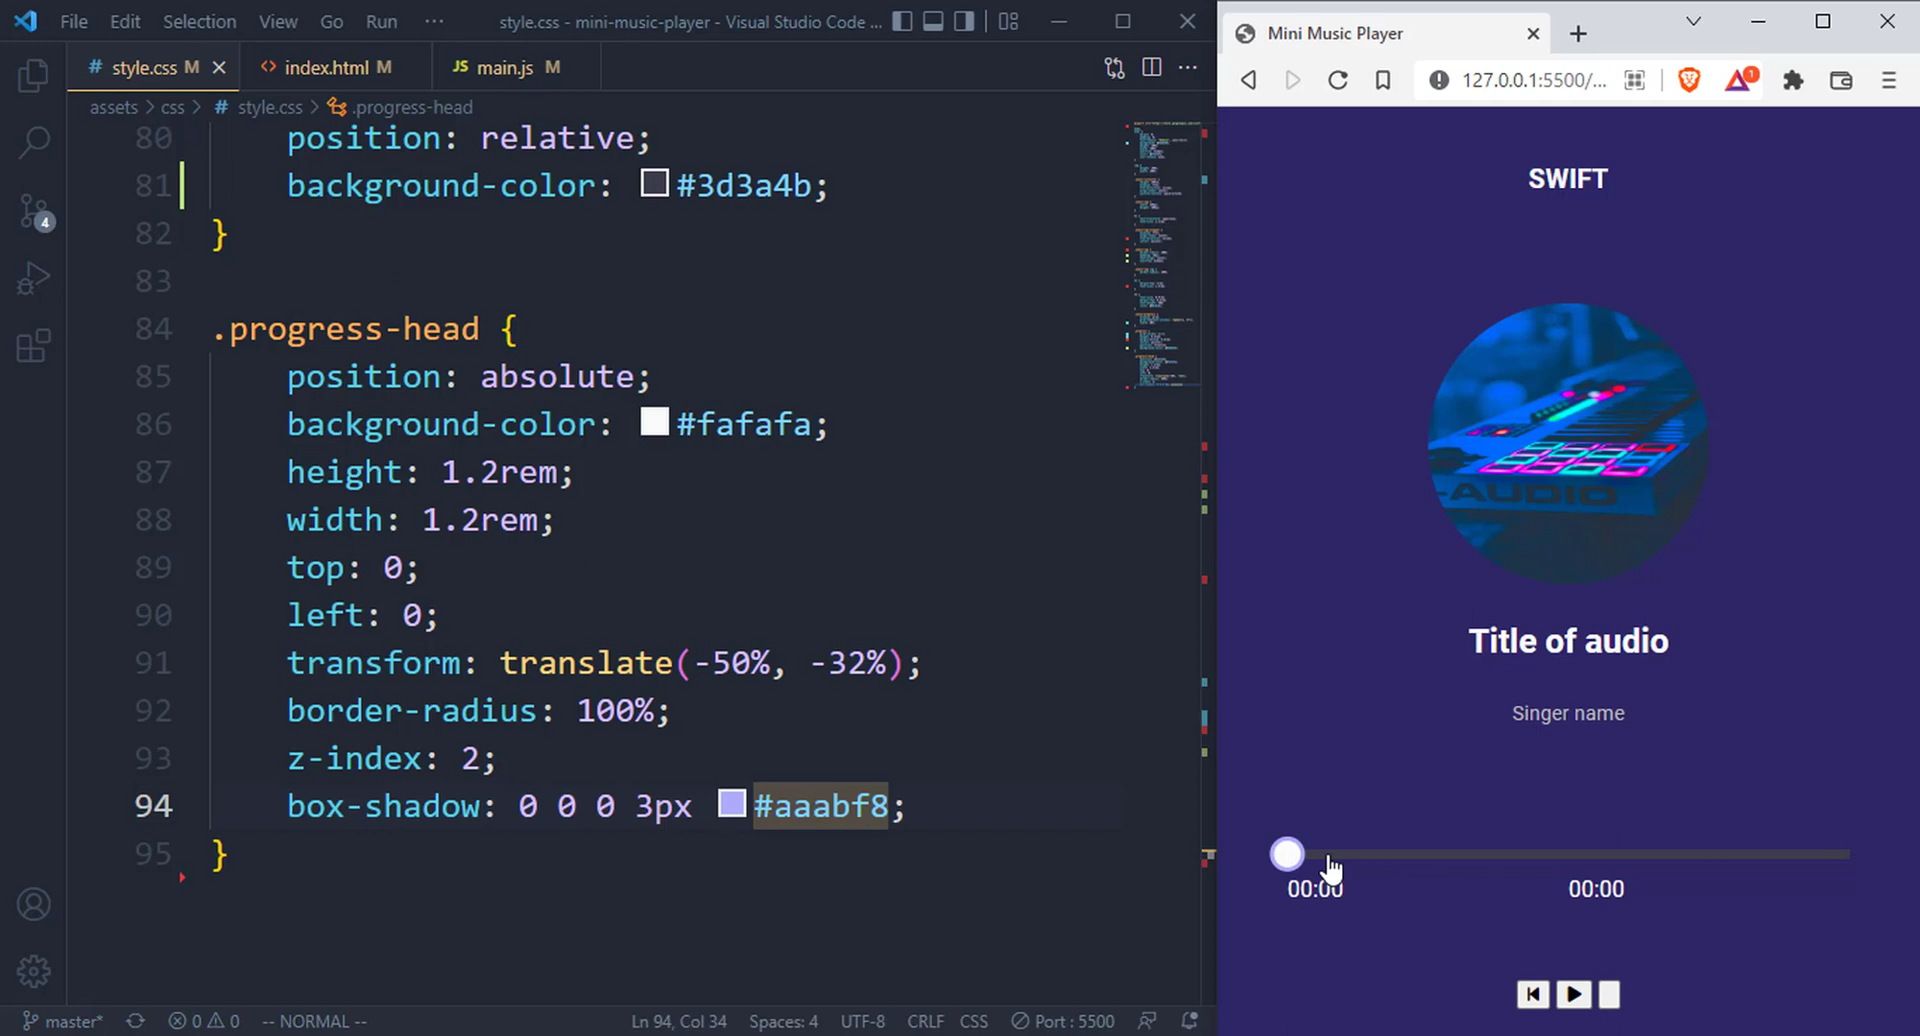 File Edit Selection View Go Run ··· style.css - mini-music-player - Visual Studio Code ...
# style.css M <> index.html M JS main.js M ···
assets > css > # style.css > .progress-head
80 position: relative;
81 background-color: #3d3a4b;
82 }
83
84 .progress-head {
85 position: absolute;
86 background-color: #fafafa;
87 height: 1.2rem;
88 width: 1.2rem;
89 top: 0;
90 left: 0;
91 transform: translate(-50%, -32%);
92 border-radius: 100%;
93 z-index: 2;
94 box-shadow: 0 0 0 3px #aaabf8;
95 }
4
master* 0 0 -- NORMAL -- Ln 94, Col 34 Spaces: 4 UTF-8 CRLF CSS Port : 5500
Mini Music Player
127.0.0.1:5500/... 1
SWIFT
-AUDIO
Title of audio
Singer name
00:00 00:00